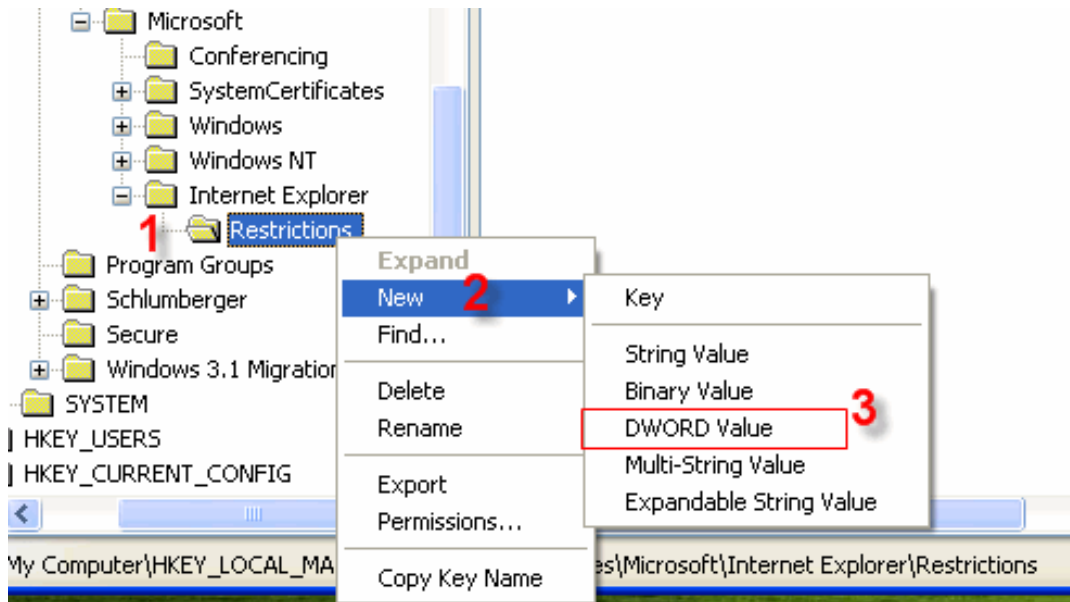 Microsoft
Conferencing
SystemCertificates
Windows
Windows NT
Internet Explorer
1 Restrictions
Program Groups
Schlumberger
Secure
Windows 3.1 Migration
SYSTEM
HKEY_USERS
HKEY_CURRENT_CONFIG
Expand
New 2
Find...
Delete
Rename
Export
Permissions...
Copy Key Name
Key
String Value
Binary Value
DWORD Value 3
Multi-String Value
Expandable String Value
My Computer\HKEY_LOCAL_MA es\Microsoft\Internet Explorer\Restrictions